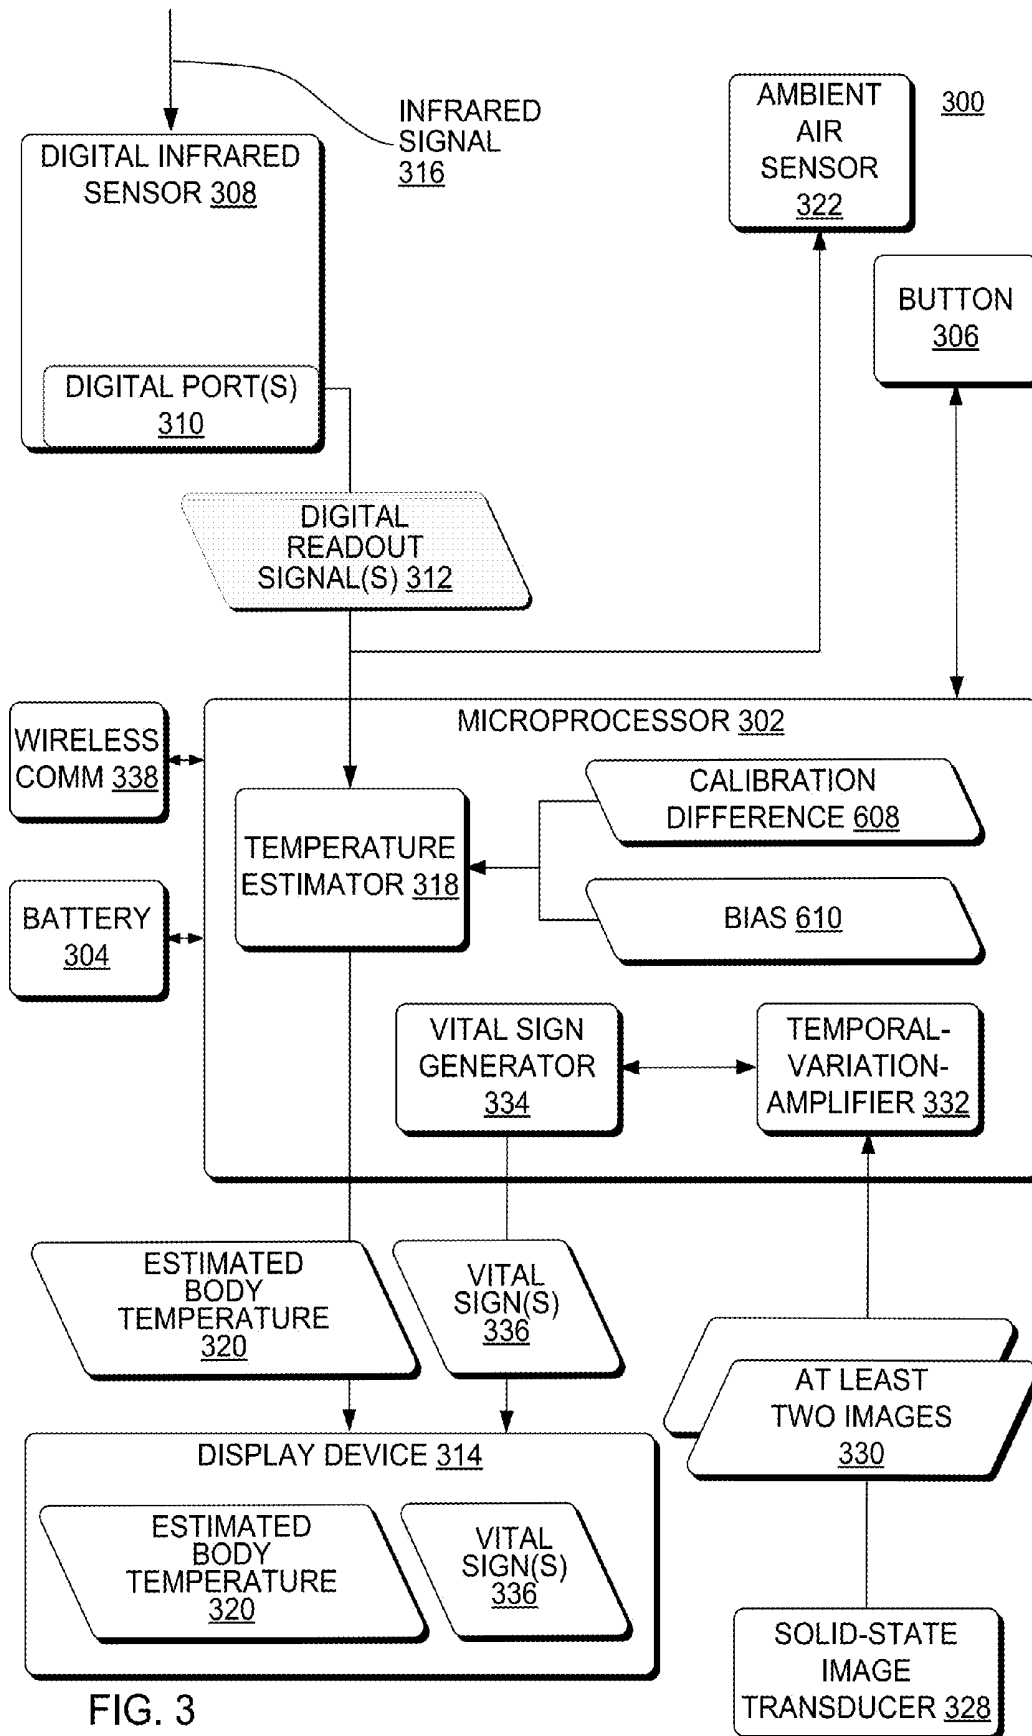 INFRARED
SIGNAL
316
AMBIENT
AIR
SENSOR
322
300
DIGITAL INFRARED
SENSOR 308
BUTTON
306
DIGITAL PORT(S)
310
DIGITAL
READOUT
SIGNAL(S) 312
MICROPROCESSOR 302
WIRELESS
COMM 338
CALIBRATION
DIFFERENCE 608
TEMPERATURE
ESTIMATOR 318
BATTERY
304
BIAS 610
VITAL SIGN
GENERATOR
334
TEMPORAL-
VARIATION-
AMPLIFIER 332
ESTIMATED
BODY
TEMPERATURE
320
VITAL
SIGN(S)
336
AT LEAST
TWO IMAGES
330
DISPLAY DEVICE 314
ESTIMATED
BODY
TEMPERATURE
320
VITAL
SIGN(S)
336
SOLID-STATE
IMAGE
TRANSDUCER 328
FIG. 3